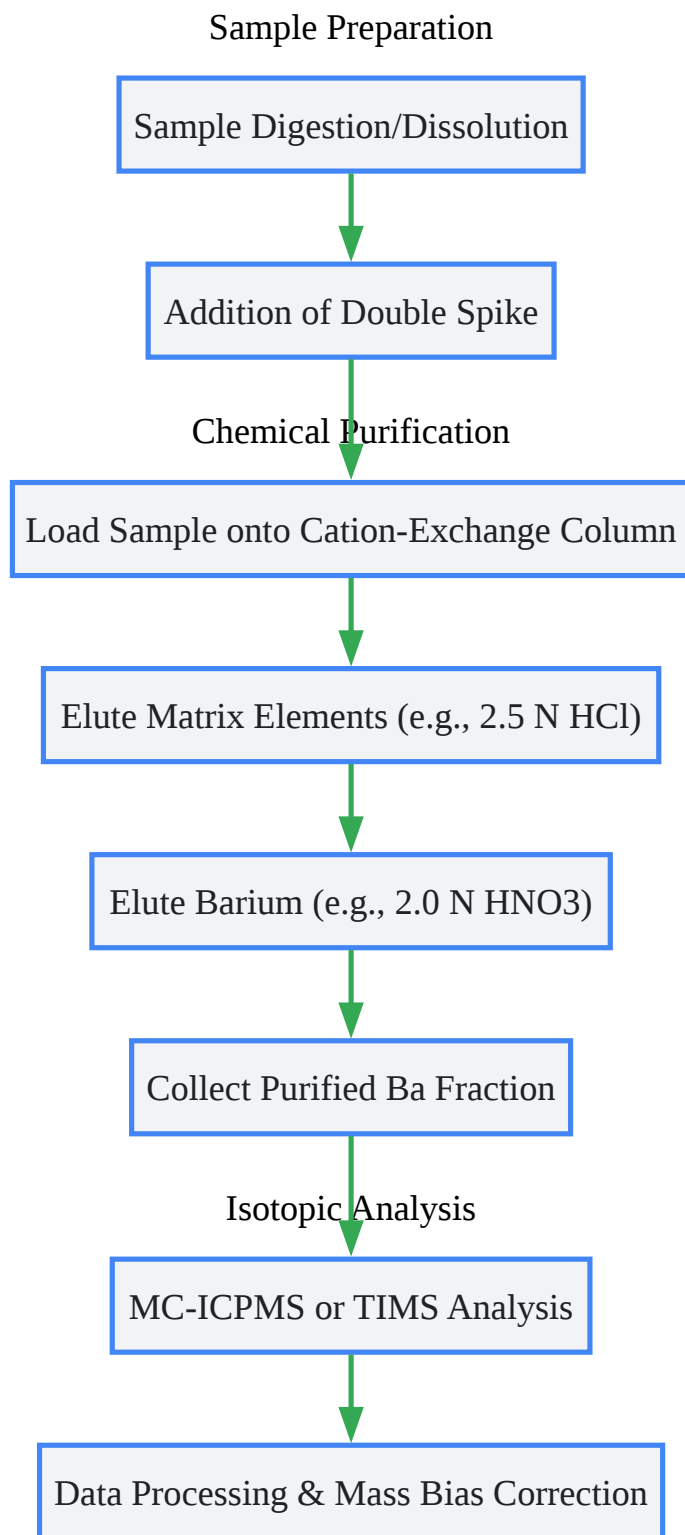 Sample Preparation
Sample Digestion/Dissolution
Addition of Double Spike
Chemical Purification
Load Sample onto Cation-Exchange Column
Elute Matrix Elements (e.g., 2.5 N HCl)
Elute Barium (e.g., 2.0 N HNO3)
Collect Purified Ba Fraction
Isotopic Analysis
MC-ICPMS or TIMS Analysis
Data Processing & Mass Bias Correction